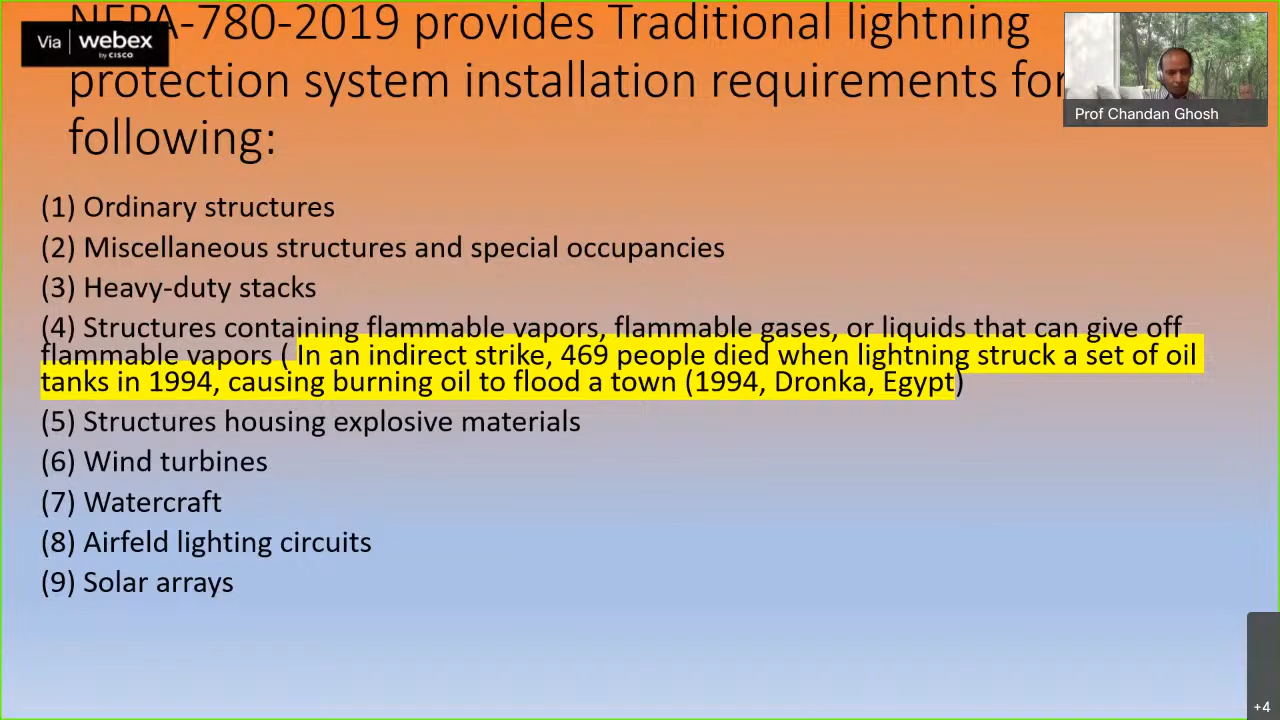 NFPA-780-2019 provides Traditional lightning
Via webex
by CISCO
protection system installation requirements for
following:
Prof Chandan Ghosh
(1) Ordinary structures
(2) Miscellaneous structures and special occupancies
(3) Heavy-duty stacks
(4) Structures containing flammable vapors, flammable gases, or liquids that can give off
flammable vapors ( In an indirect strike, 469 people died when lightning struck a set of oil
tanks in 1994, causing burning oil to flood a town (1994, Dronka, Egypt)
(5) Structures housing explosive materials
(6) Wind turbines
(7) Watercraft
(8) Airfeld lighting circuits
(9) Solar arrays
+4